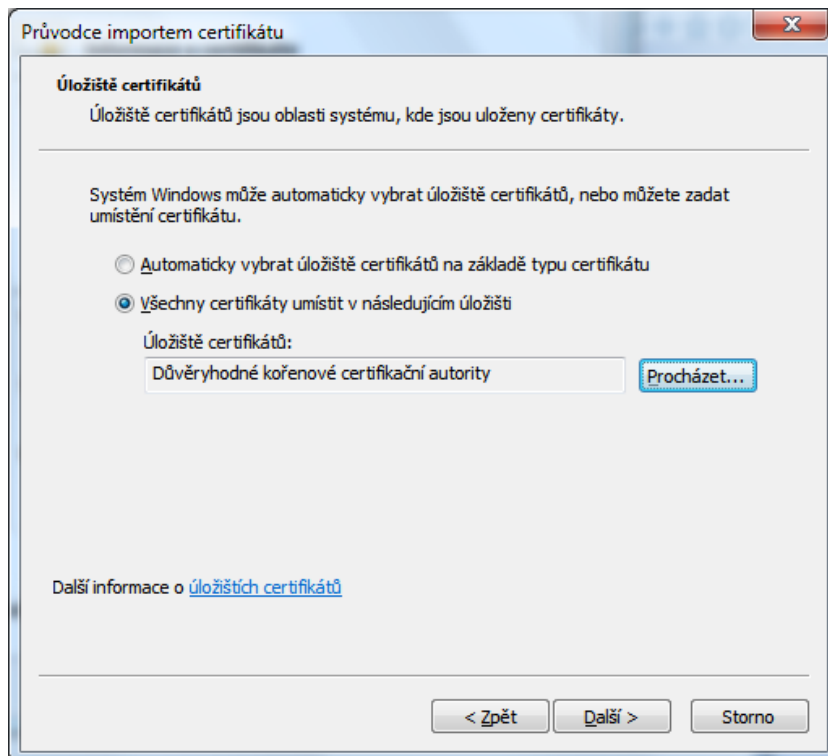 Průvodce importem certifikátu
Úložiště certifikátů
Úložiště certifikátů jsou oblasti systému, kde jsou uloženy certifikáty.
Systém Windows může automaticky vybrat úložiště certifikátů, nebo můžete zadat
umístění certifikátu.
Automaticky vybrat úložiště certifikátů na základě typu certifikátu
Všechny certifikáty umístit v následujícím úložišti
Úložiště certifikátů:
Důvěryhodné kořenové certifikační autority
Procházet...
Další informace o úložištích certifikátů
< Zpět
Další >
Storno